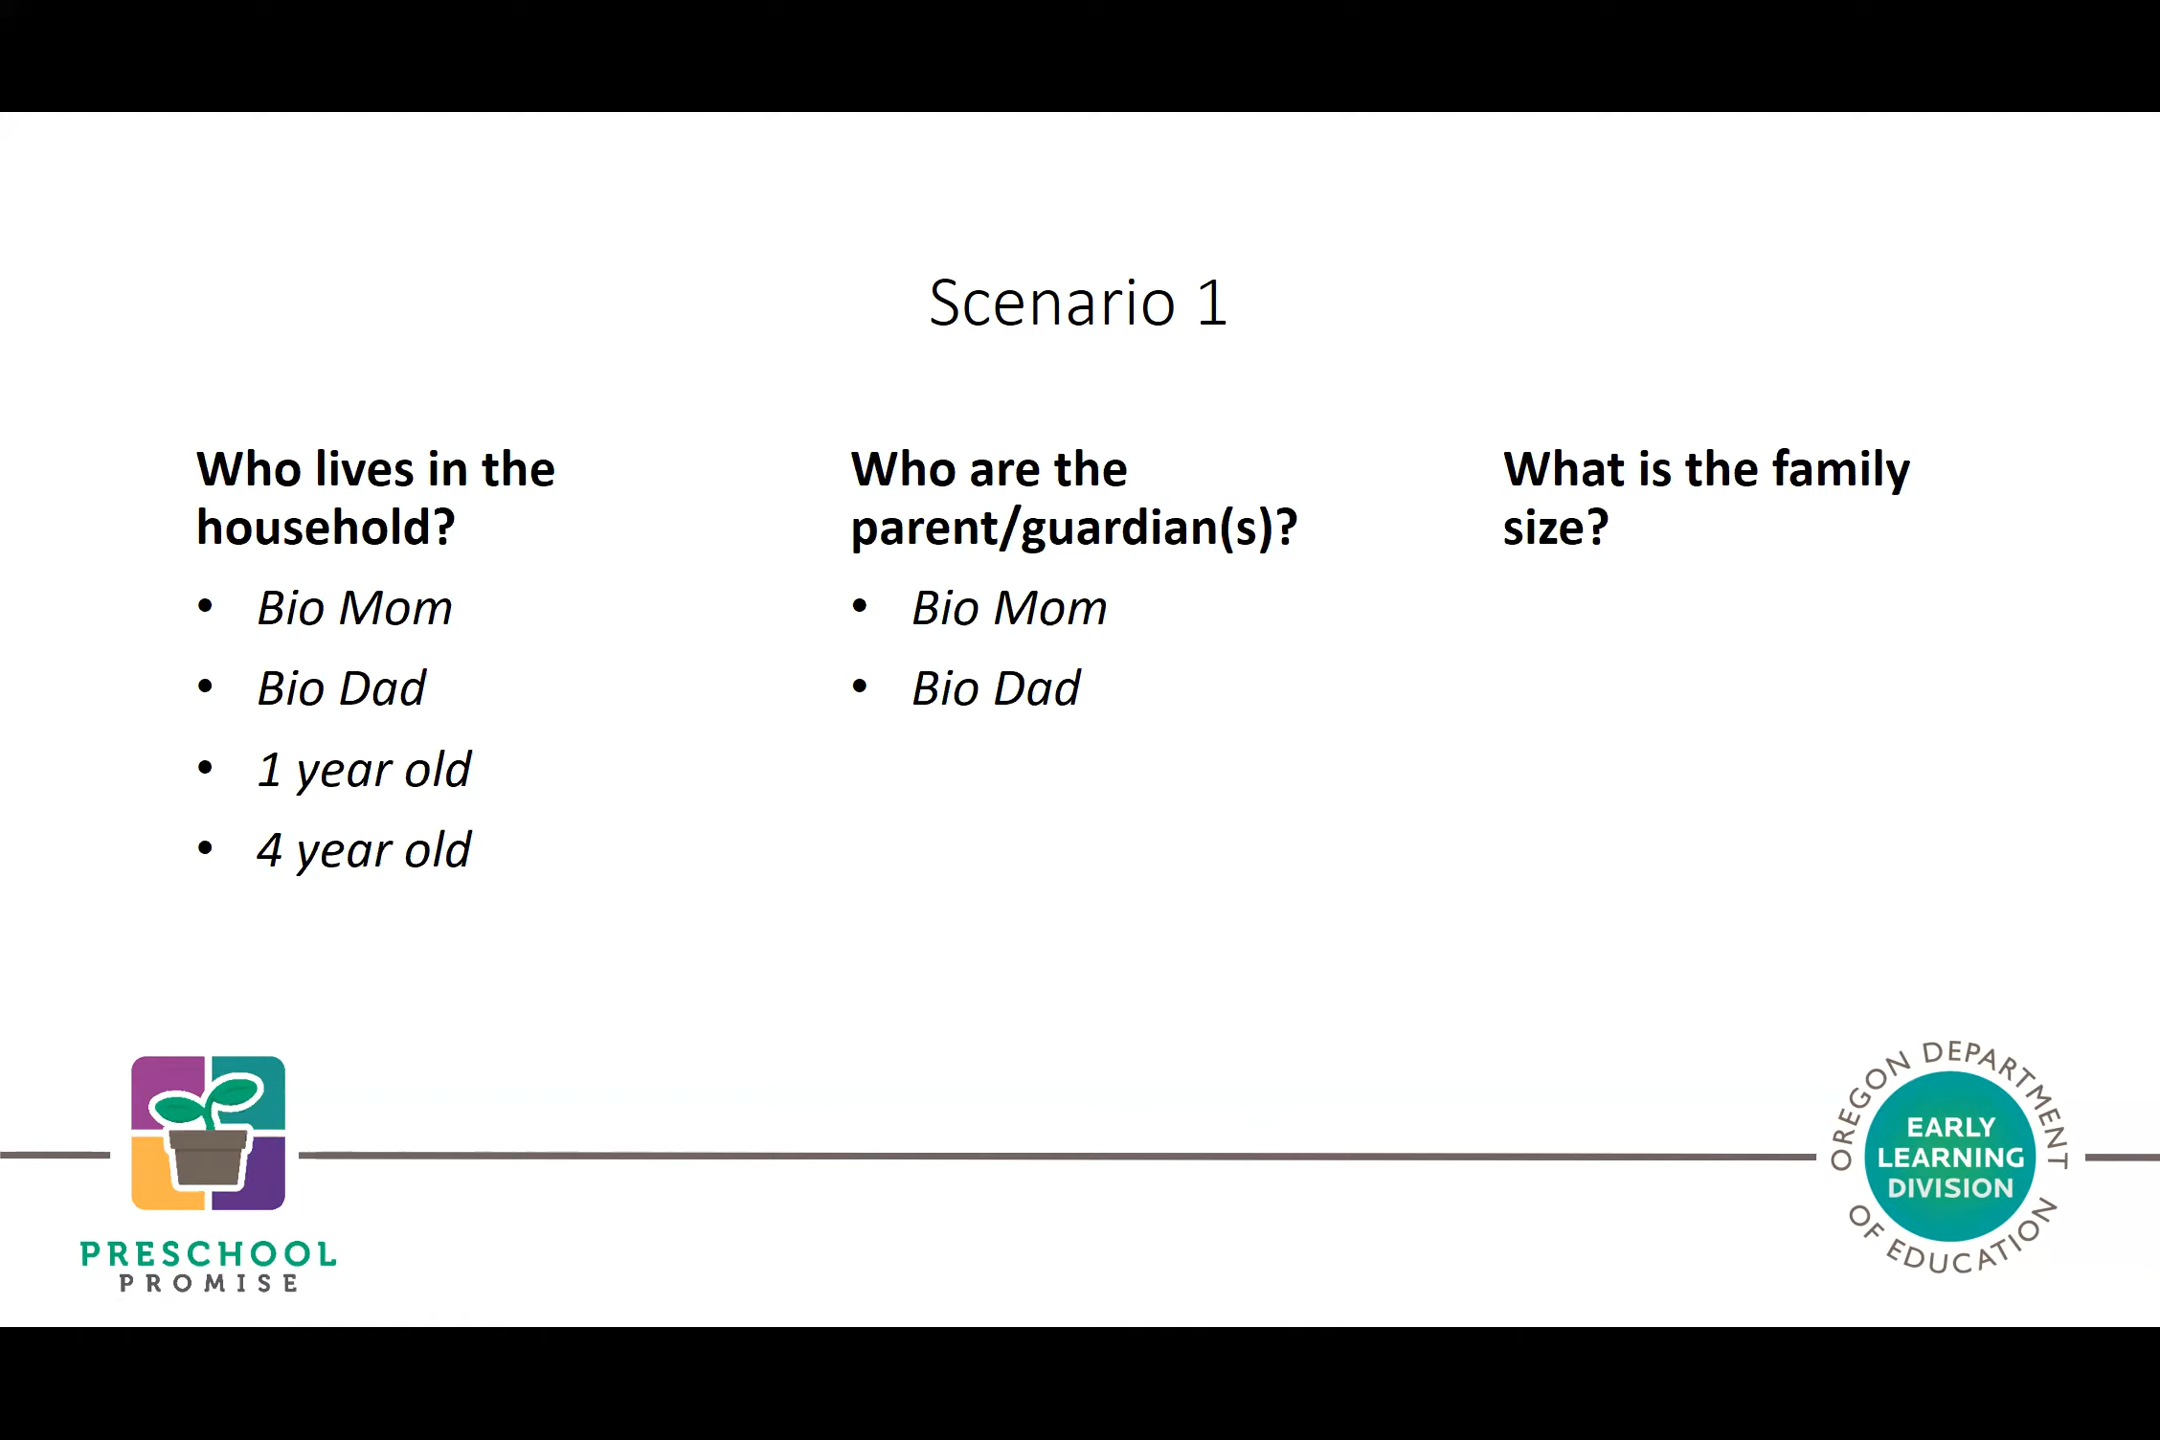 Scenario 1
Who lives in the
household?
• Bio Mom
• Bio Dad
• 1 year old
• 4 year old
Who are the
parent/guardian(s)?
• Bio Mom
• Bio Dad
What is the family
size?
PRESCHOOL
PROMISE
OREGON DEPARTMENT
OF EDUCATION
EARLY
LEARNING
DIVISION